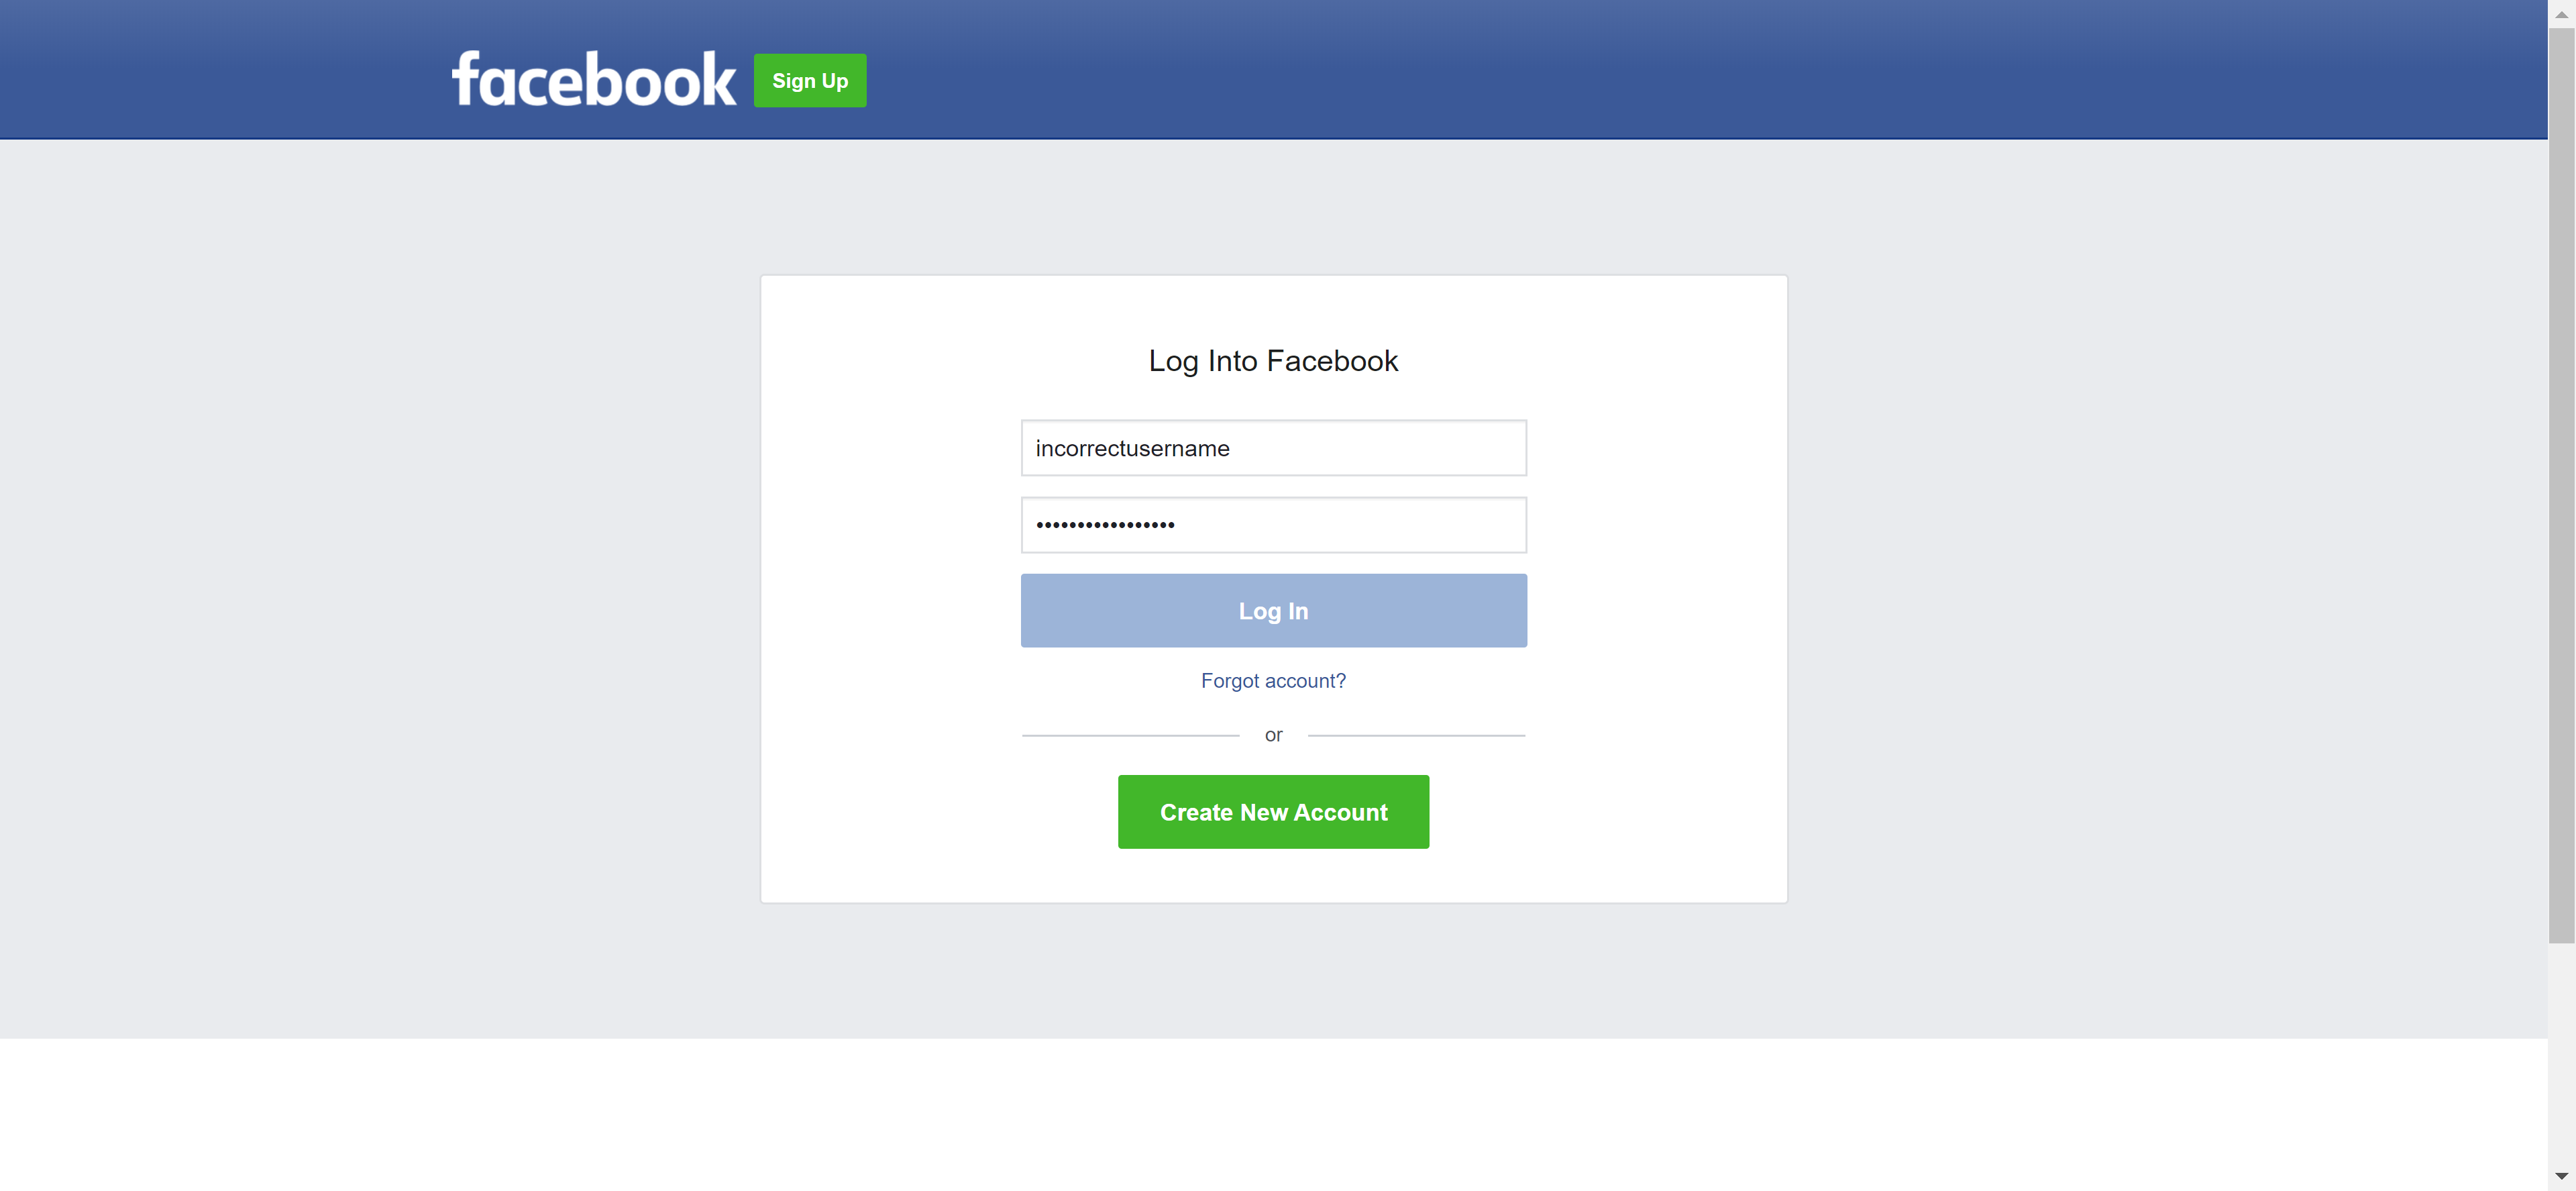 facebook Sign Up
Log Into Facebook
incorrectusername
•••••••••••••••••
Log In
Forgot account?
or
Create New Account